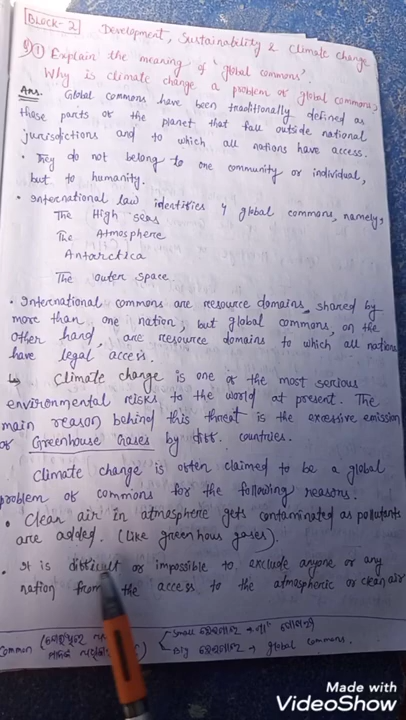 BLOCK-2
Development, Sustainability & Climate Change
Q1 Explain the meaning of 'global commons'.
Why is climate change a problem of global commons?
Ans. Global commons have been traditionally defined as
these parts of the planet that fall outside national
jurisdictions and to which all nations have access.
• They do not belong to one community or individual,
but to humanity.
• International law identifies 4 global commons, namely,
The High seas
The Atmosphere
Antarctica
The outer space.
• International commons are resource domains, shared by
more than one nation, but global commons, on the
other hand, are resource domains to which all nations
have legal access.
↳ Climate change is one of the most serious
environmental risks to the world at present. The
main reason behind this threat is the excessive emission
of Greenhouse Gases by diff. countries.
Climate change is often claimed to be a global
problem of commons for the following reasons.
• Clean air in atmospheric gets contaminated as pollutants
are added. (Like green hous gases).
• It is difficult or impossible to exclude anyone or any
nation from the access to the atmospheric or clean air
Common
Small
Big → global commons.
Made with
VideoShow